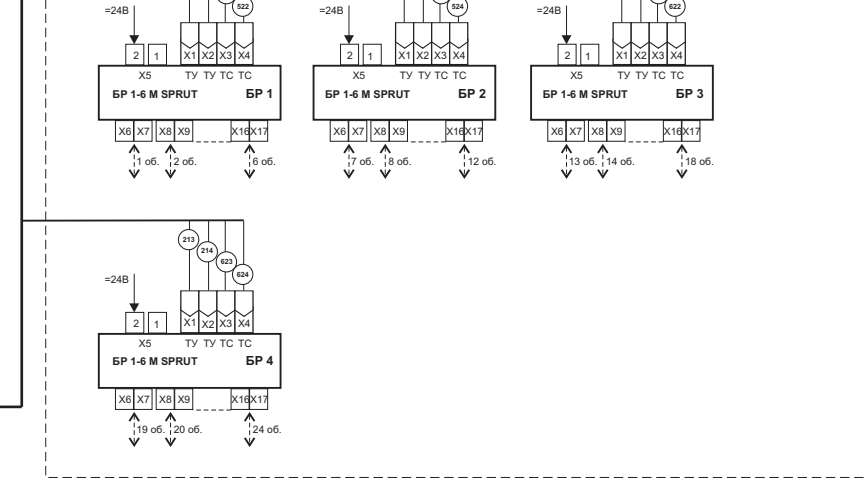 522 524 622
=24В =24В =24В
2 1 X1 X2 X3 X4 2 1 X1 X2 X3 X4 2 1 X1 X2 X3 X4
X5 ТУ ТУ ТС ТС X5 ТУ ТУ ТС ТС X5 ТУ ТУ ТС ТС
БР 1-6 М SPRUT БР 1 БР 1-6 М SPRUT БР 2 БР 1-6 М SPRUT БР 3
X6 X7 X8 X9 X16 X17 X6 X7 X8 X9 X16 X17 X6 X7 X8 X9 X16 X17
1 об. 2 об. 6 об. 7 об. 8 об. 12 об. 13 об. 14 об. 18 об.
213
214
623
624
=24В
2 1 X1 X2 X3 X4
X5 ТУ ТУ ТС ТС
БР 1-6 М SPRUT БР 4
X6 X7 X8 X9 X16 X17
19 об. 20 об. 24 об.